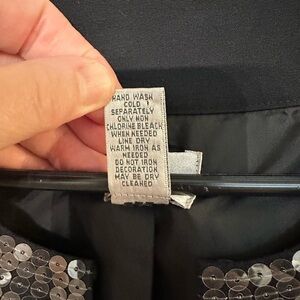 HAND WASH
COLD
SEPARATELY
ONLY NON
CHLORINE BLEACH
WHEN NEEDED
LINE DRY
WARM IRON AS
NEEDED
DO NOT IRON
DECORATION
MAY BE DRY
CLEANED